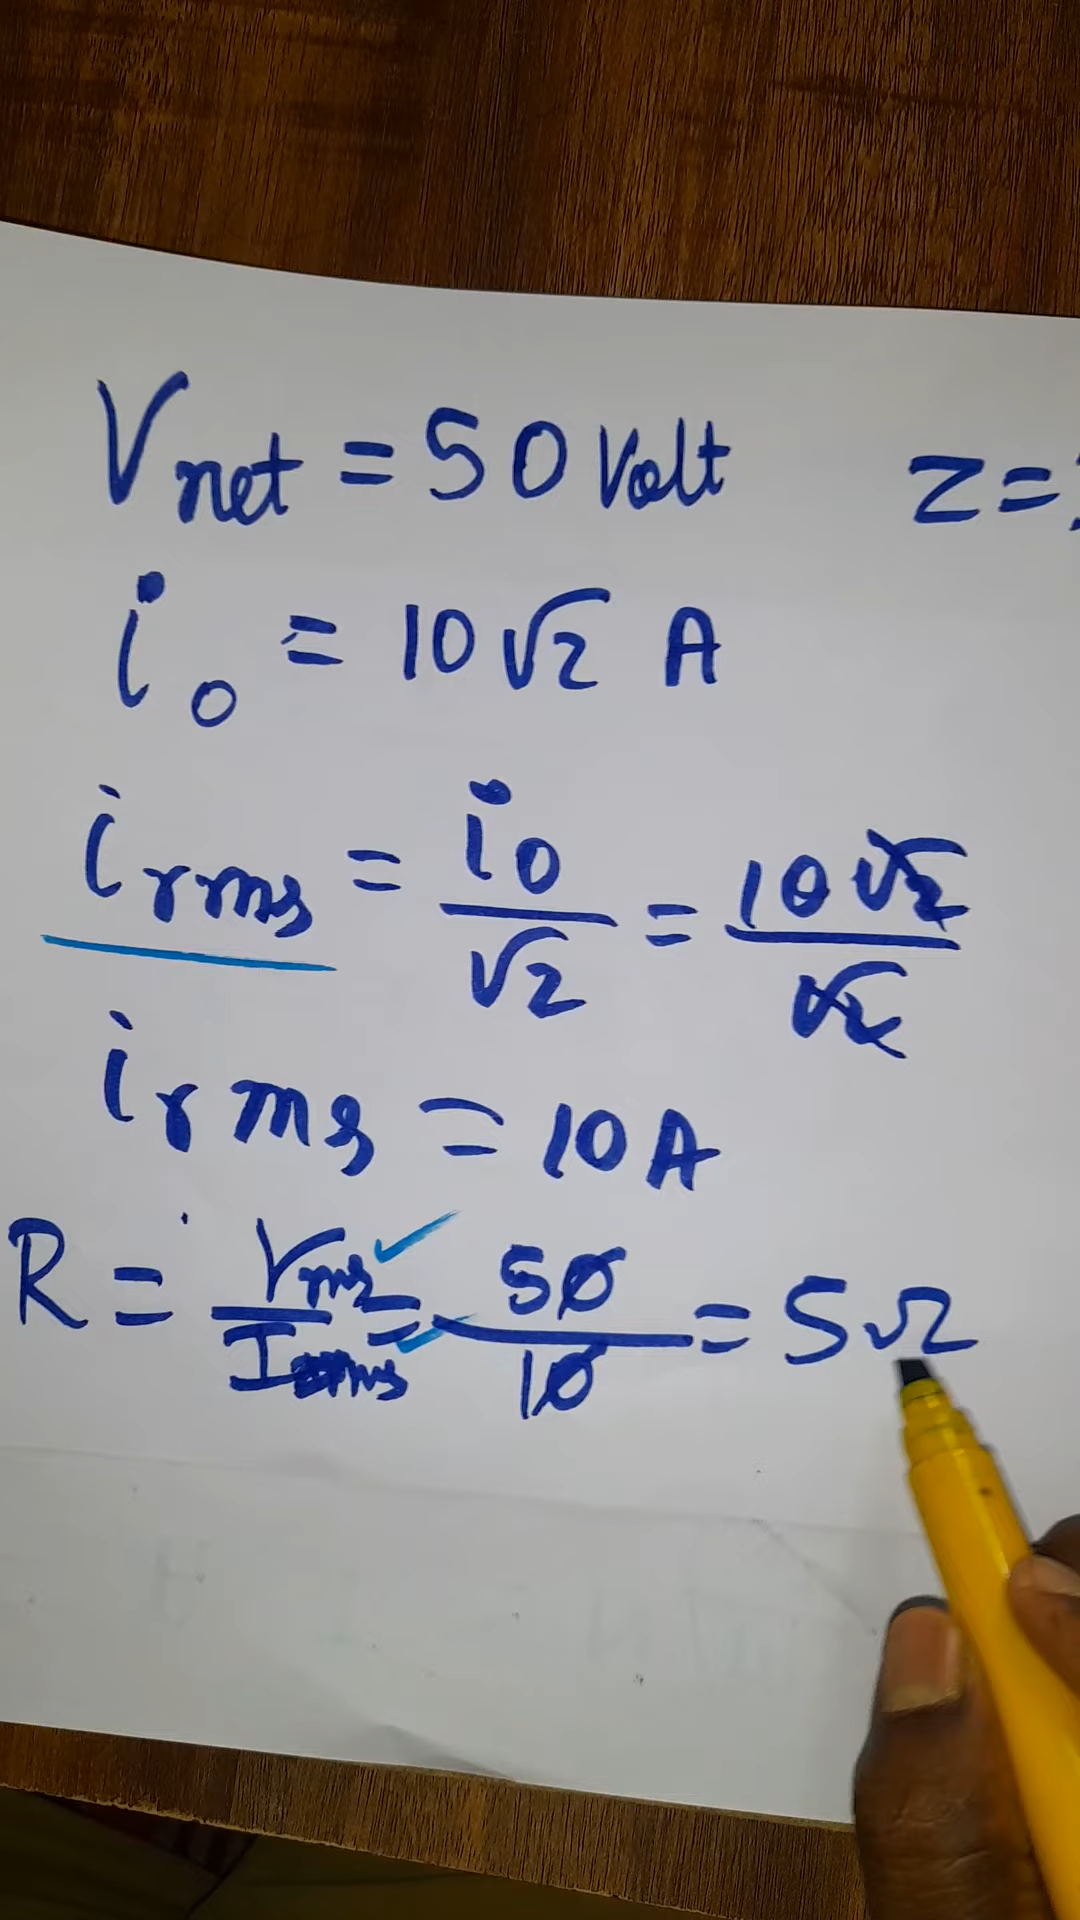 Vnet = 50 Volt z =
i₀ = 10√2 A
irms = i₀/√2 = 10√2/√2
irms = 10A
R = Vrms/Irms = 50/10 = 5Ω